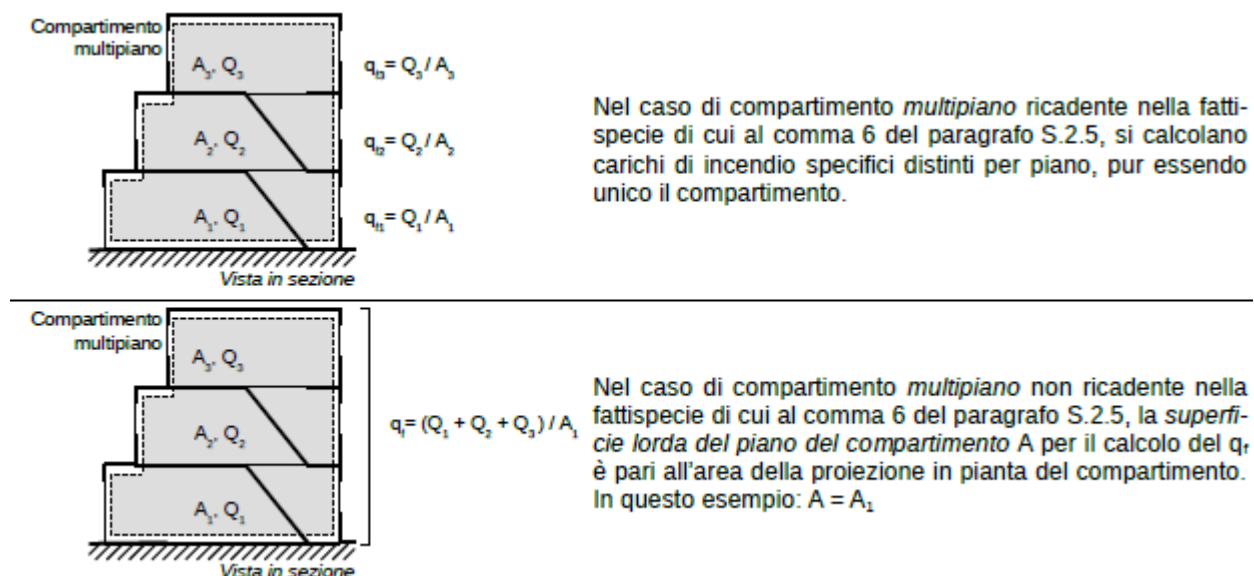 Compartimento
multipiano
A₃, Q₃
q_f3= Q₃ / A₃
A₂, Q₂
q_f2= Q₂ / A₂
A₁, Q₁
q_f1= Q₁ / A₁
Vista in sezione
Nel caso di compartimento multipiano ricadente nella fatti-
specie di cui al comma 6 del paragrafo S.2.5, si calcolano
carichi di incendio specifici distinti per piano, pur essendo
unico il compartimento.
Compartimento
multipiano
A₃, Q₃
A₂, Q₂
A₁, Q₁
q_f= (Q₁ + Q₂ + Q₃) / A₁
Vista in sezione
Nel caso di compartimento multipiano non ricadente nella
fattispecie di cui al comma 6 del paragrafo S.2.5, la superfi-
cie lorda del piano del compartimento A per il calcolo del q_f
è pari all'area della proiezione in pianta del compartimento.
In questo esempio: A = A₁